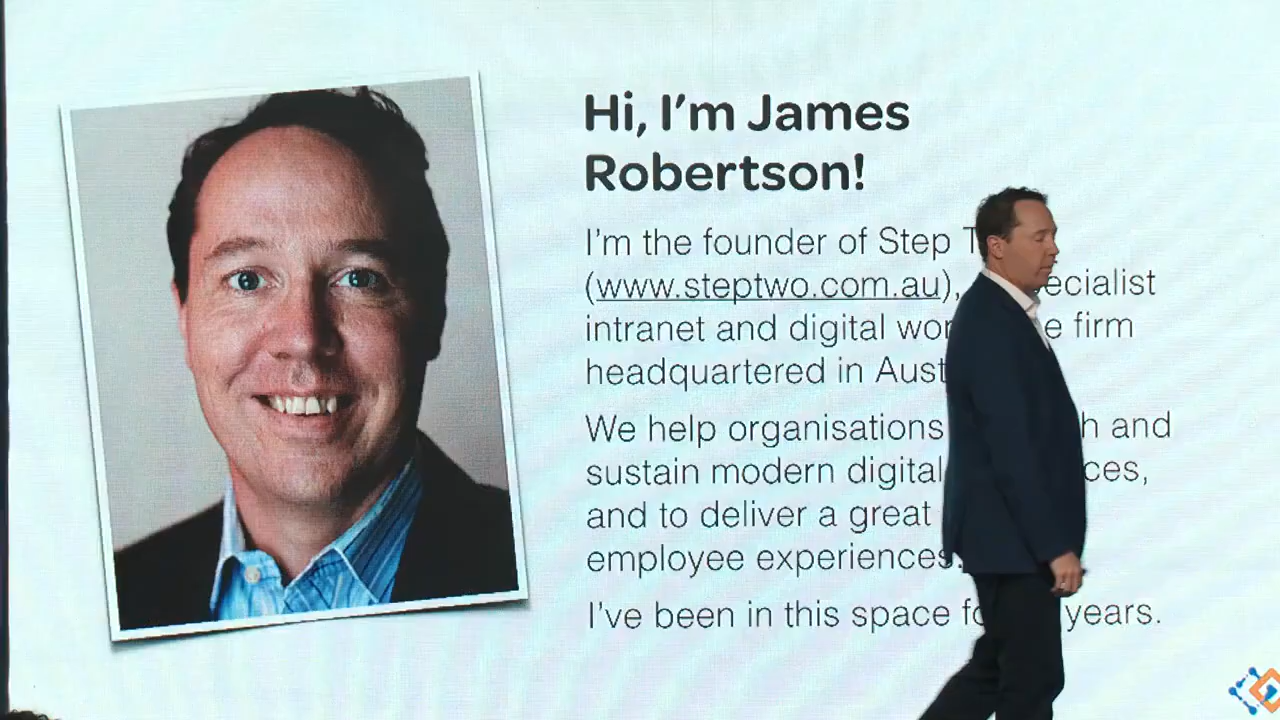 Hi, I'm James
Robertson!
I'm the founder of Step
(www.steptwo.com.au),
intranet and digital firm
headquartered in
We help organisations and
sustain modern digital
and to deliver a great
employee experiences.
I've been in this space years.